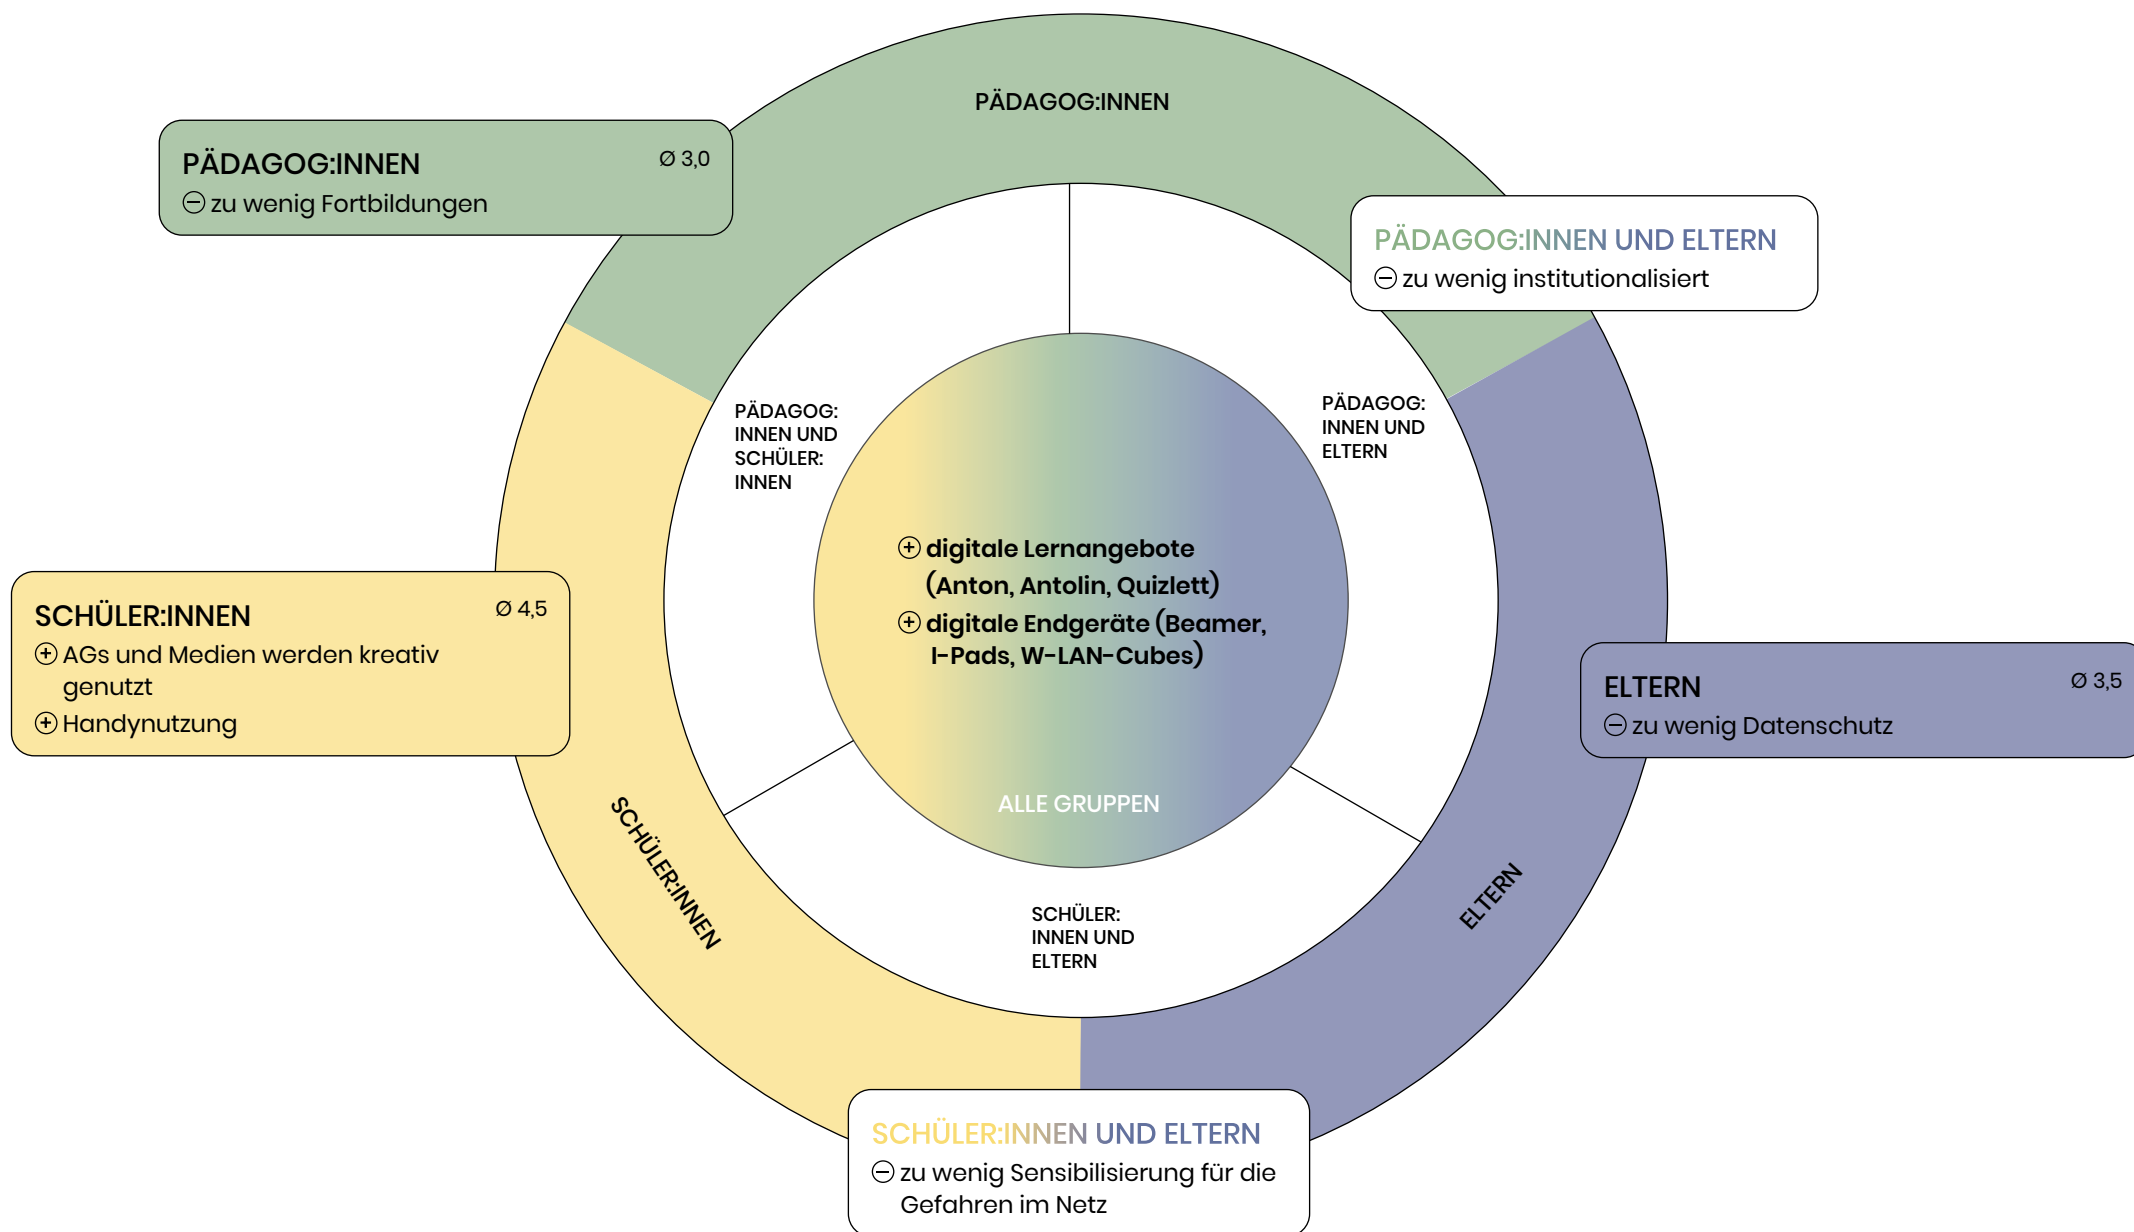 PÄDAGOG:INNEN
PÄDAGOG:INNEN Ø 3,0
⊖ zu wenig Fortbildungen
PÄDAGOG:INNEN UND ELTERN
⊖ zu wenig institutionalisiert
PÄDAGOG:
INNEN UND
SCHÜLER:
INNEN
PÄDAGOG:
INNEN UND
ELTERN
⊕ digitale Lernangebote
(Anton, Antolin, Quizlett)
⊕ digitale Endgeräte (Beamer,
I-Pads, W-LAN-Cubes)
ALLE GRUPPEN
SCHÜLER:INNEN Ø 4,5
⊕ AGs und Medien werden kreativ
genutzt
⊕ Handynutzung
ELTERN Ø 3,5
⊖ zu wenig Datenschutz
SCHÜLER:INNEN
ELTERN
SCHÜLER:
INNEN UND
ELTERN
SCHÜLER:INNEN UND ELTERN
⊖ zu wenig Sensibilisierung für die
Gefahren im Netz